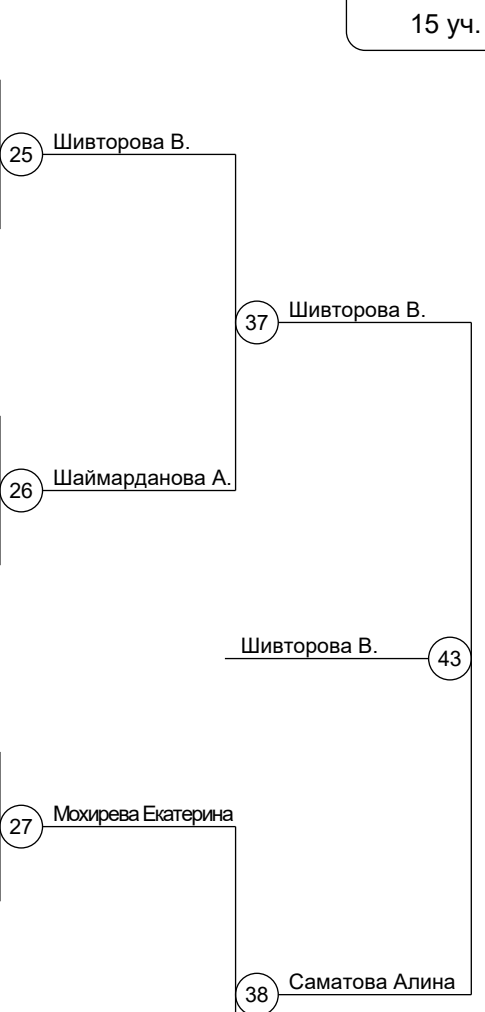 15 уч.
25 Шивторова В.
37 Шивторова В.
26 Шаймарданова А.
Шивторова В. 43
27 Мохирева Екатерина
38 Саматова Алина